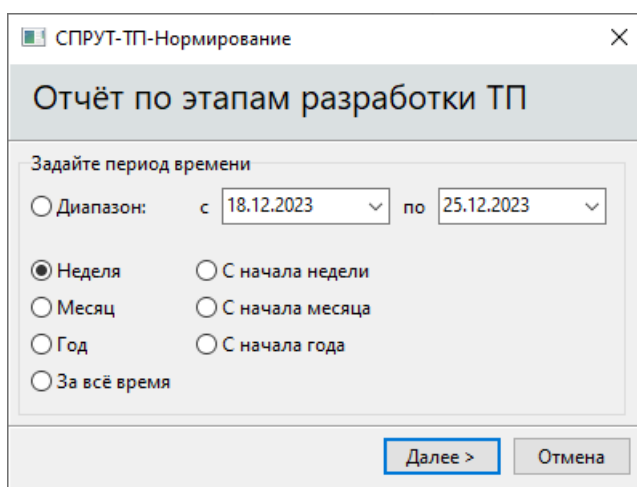 СПРУТ-ТП-Нормирование
Отчёт по этапам разработки ТП
Задайте период времени
Диапазон: с 18.12.2023 по 25.12.2023
Неделя С начала недели
Месяц С начала месяца
Год С начала года
За всё время
Далее > Отмена